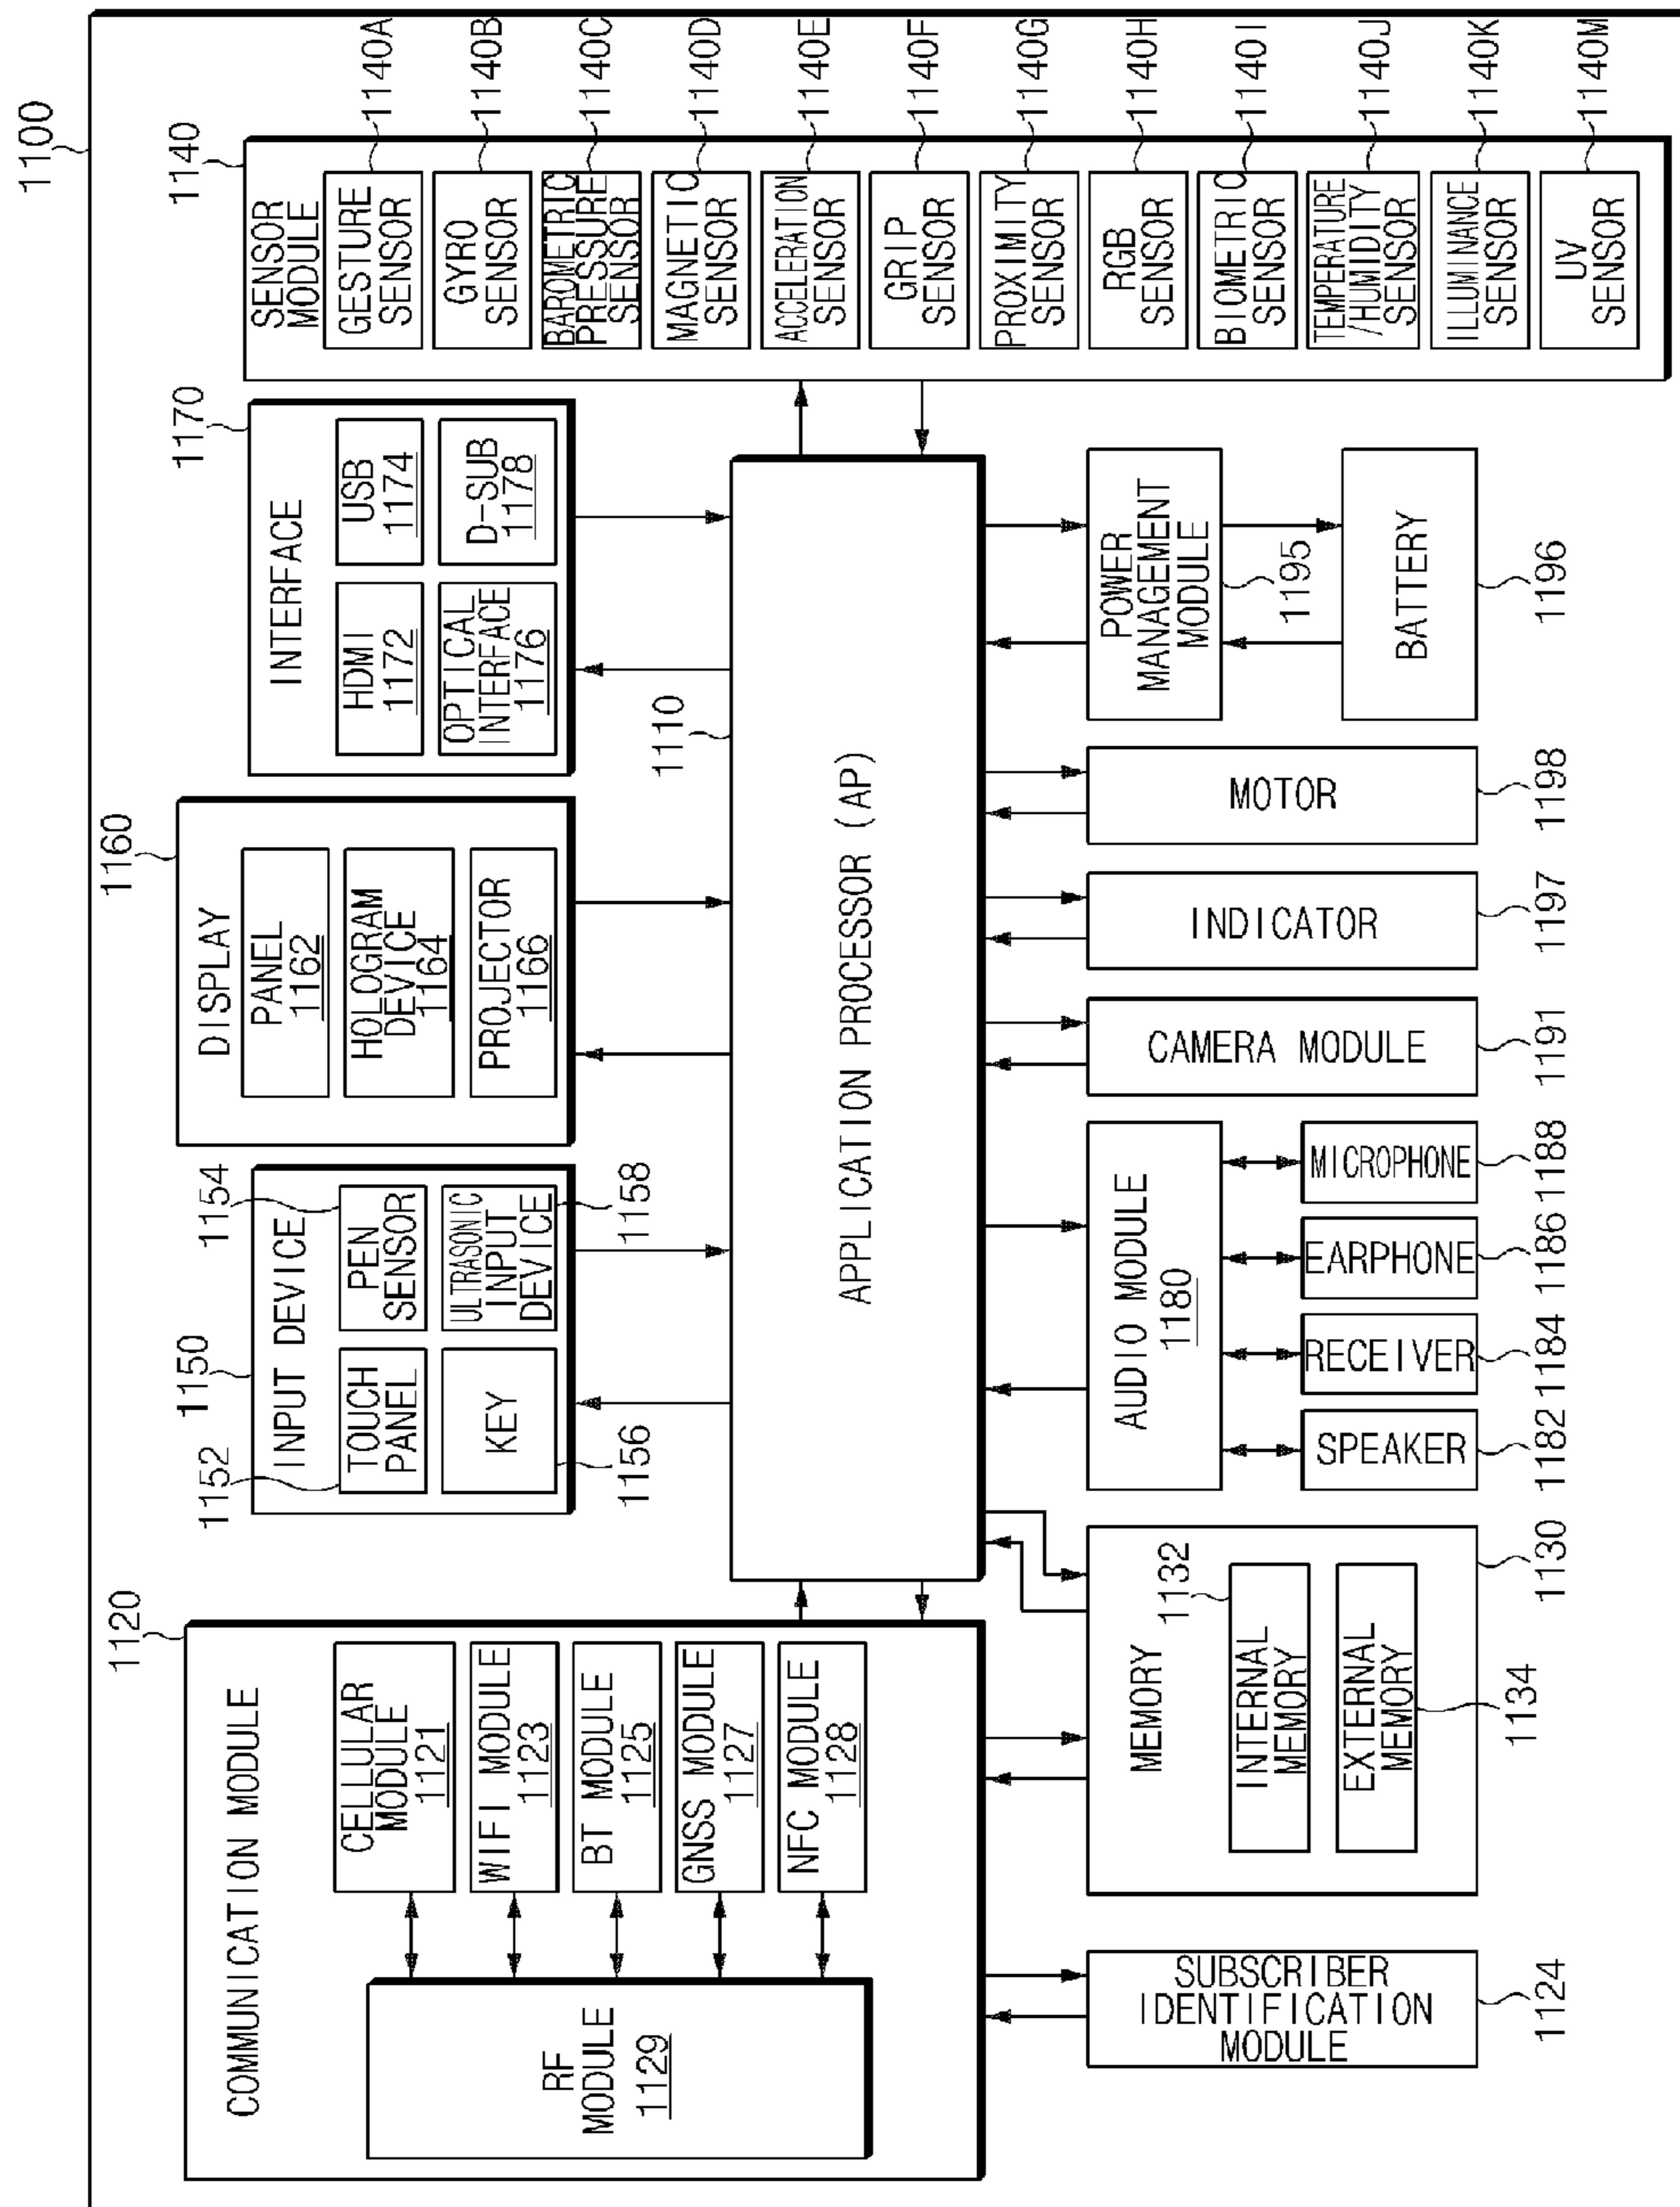 1100
1120
COMMUNICATION MODULE
CELLULAR
MODULE
1121
WIFI MODULE
1123
BT MODULE
1125
GNSS MODULE
1127
NFC MODULE
1128
RF
MODULE
1129
1150
INPUT DEVICE
1152
TOUCH
PANEL
1154
PEN
SENSOR
KEY
1156
ULTRASONIC
INPUT
DEVICE
1158
1160
DISPLAY
PANEL
1162
HOLOGRAM
DEVICE
1164
PROJECTOR
1166
1170
INTERFACE
HDMI
1172
USB
1174
OPTICAL
INTERFACE
1176
D-SUB
1178
1140
SENSOR
MODULE
GESTURE
SENSOR
1140A
GYRO
SENSOR
1140B
BAROMETRIC
PRESSURE
SENSOR
1140C
MAGNETIC
SENSOR
1140D
ACCELERATION
SENSOR
1140E
GRIP
SENSOR
1140F
PROXIMITY
SENSOR
1140G
RGB
SENSOR
1140H
BIOMETRIC
SENSOR
1140I
TEMPERATURE
/HUMIDITY
SENSOR
1140J
ILLUMINANCE
SENSOR
1140K
UV
SENSOR
1140M
1110
APPLICATION PROCESSOR (AP)
SUBSCRIBER
IDENTIFICATION
MODULE
1124
MEMORY
1132
INTERNAL
MEMORY
EXTERNAL
MEMORY
1134
1130
AUDIO MODULE
1180
SPEAKER
1182
RECEIVER
1184
EARPHONE
1186
MICROPHONE
1188
CAMERA MODULE
1191
INDICATOR
1197
MOTOR
1198
POWER
MANAGEMENT
MODULE
1195
BATTERY
1196